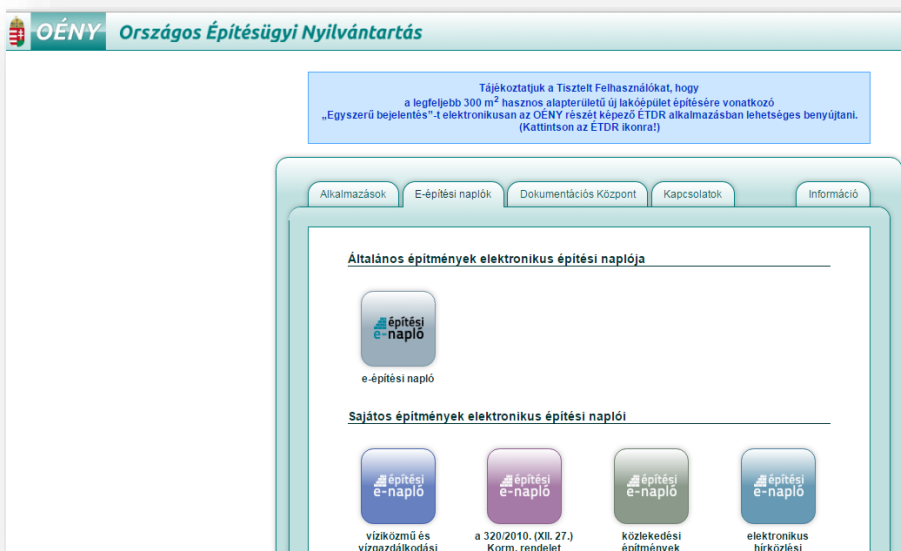 OÉNY Országos Építésügyi Nyilvántartás
Tájékoztatjuk a Tisztelt Felhasználókat, hogy
a legfeljebb 300 m² hasznos alapterületű új lakóépület építésére vonatkozó
„Egyszerű bejelentés”-t elektronikusan az OÉNY részét képező ÉTDR alkalmazásban lehetséges benyújtani.
(Kattintson az ÉTDR ikonra!)
Alkalmazások E-építési naplók Dokumentációs Központ Kapcsolatok Információ
Általános építmények elektronikus építési naplója
építési
e-napló
e-építési napló
Sajátos építmények elektronikus építési naplói
építési építési építési építési
e-napló e-napló e-napló e-napló
víziközmű és a 320/2010. (XII. 27.) közlekedési elektronikus
vízgazdálkodási Korm. rendelet építmények hírközlési